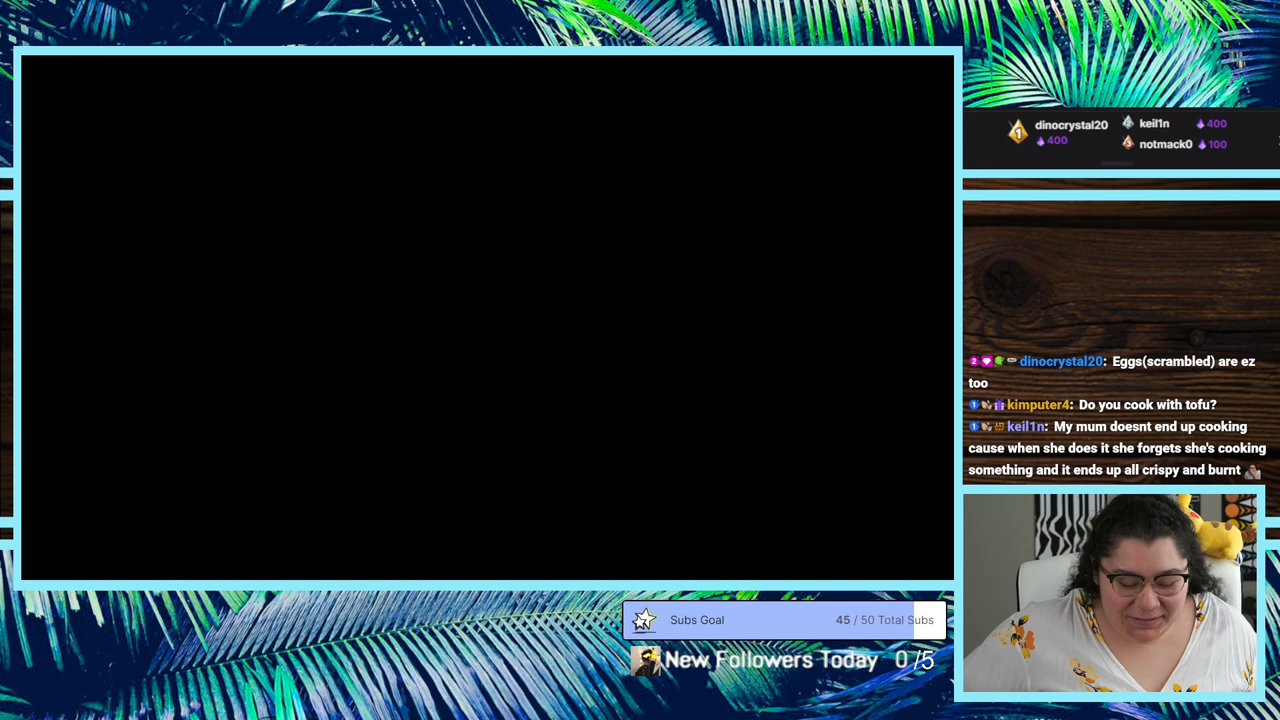 dinocrystal20
400
keil1n 400
notmack0 100
dinocrystal20: Eggs(scrambled) are ez
too
kimputer4: Do you cook with tofu?
keil1n: My mum doesnt end up cooking
cause when she does it she forgets she's cooking
something and it ends up all crispy and burnt
Subs Goal 45 / 50 Total Subs
New Followers Today 0 /5